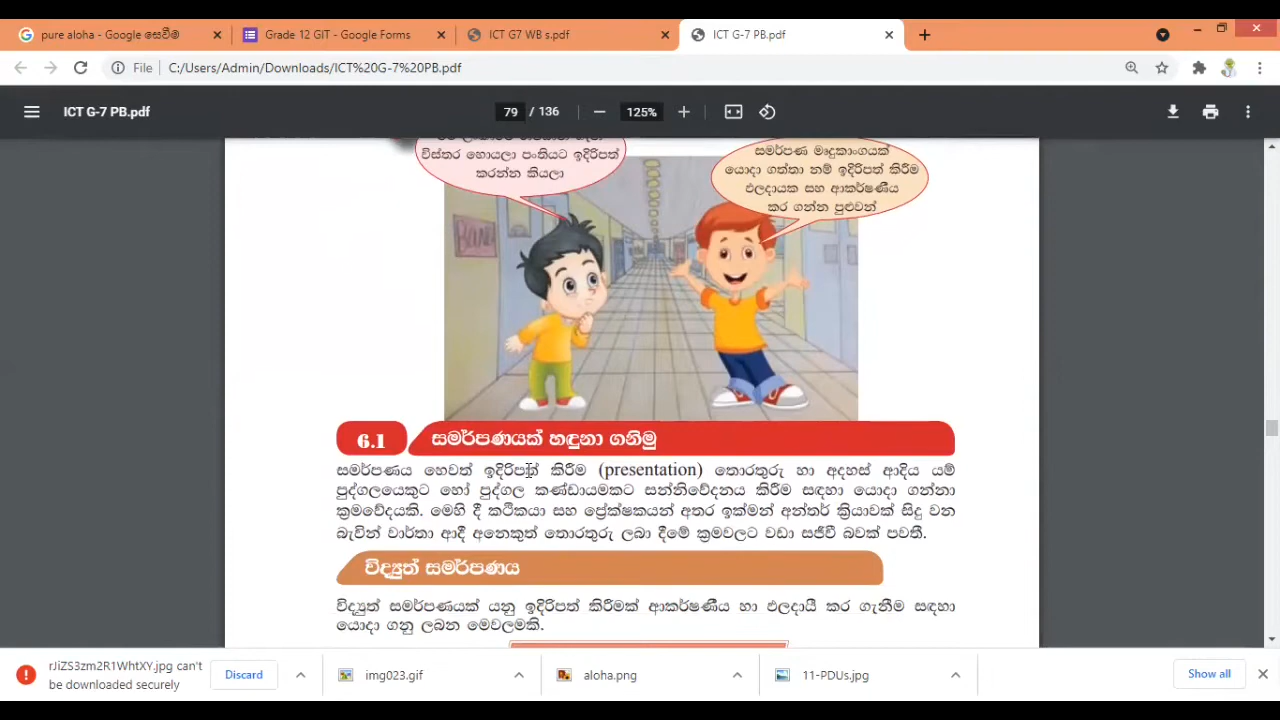 pure aloha - Google සෙවීම
Grade 12 GIT - Google Forms
ICT G7 WB s.pdf
ICT G-7 PB.pdf
File
C:/Users/Admin/Downloads/ICT%20G-7%20PB.pdf
ICT G-7 PB.pdf
79 / 136
125%
විස්තර හොයලා පංතියට ඉදිරිපත්
කරන්න කියලා
සමර්පණ මෘදුකාංගයක්
යොදා ගත්තා නම් ඉදිරිපත් කිරීම
ඵලදායක සහ ආකර්ෂණීය
කර ගන්න පුළුවන්
6.1 සමර්පණයක් හඳුනා ගනිමු
සමර්පණය හෙවත් ඉදිරිපත් කිරීම (presentation) තොරතුරු හා අදහස් ආදිය යම්
පුද්ගලයෙකුට හෝ පුද්ගල කණ්ඩායමකට සන්නිවේදනය කිරීම සඳහා යොදා ගන්නා
ක්‍රමවේදයකි. මෙහි දී කථිකයා සහ ප්‍රේක්ෂකයන් අතර ඉක්මන් අන්තර් ක්‍රියාවක් සිදු වන
බැවින් වාර්තා ආදී අනෙකුත් තොරතුරු ලබා දීමේ ක්‍රමවලට වඩා සජීවී බවක් පවතී.
විද්‍යුත් සමර්පණය
විද්‍යුත් සමර්පණයක් යනු ඉදිරිපත් කිරීමක් ආකර්ෂණීය හා ඵලදායී කර ගැනීම සඳහා
යොදා ගනු ලබන මෙවලමකි.
rJiZS3zm2R1WhtXY.jpg can't
be downloaded securely
Discard
img023.gif
aloha.png
11-PDUs.jpg
Show all